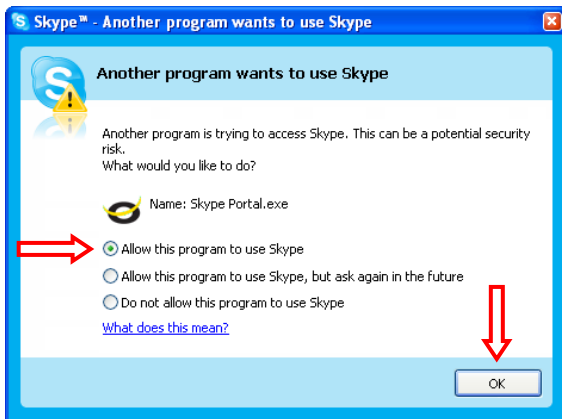 Skype™ - Another program wants to use Skype
Another program wants to use Skype
Another program is trying to access Skype. This can be a potential security
risk.
What would you like to do?
Name: Skype Portal.exe
Allow this program to use Skype
Allow this program to use Skype, but ask again in the future
Do not allow this program to use Skype
What does this mean?
OK